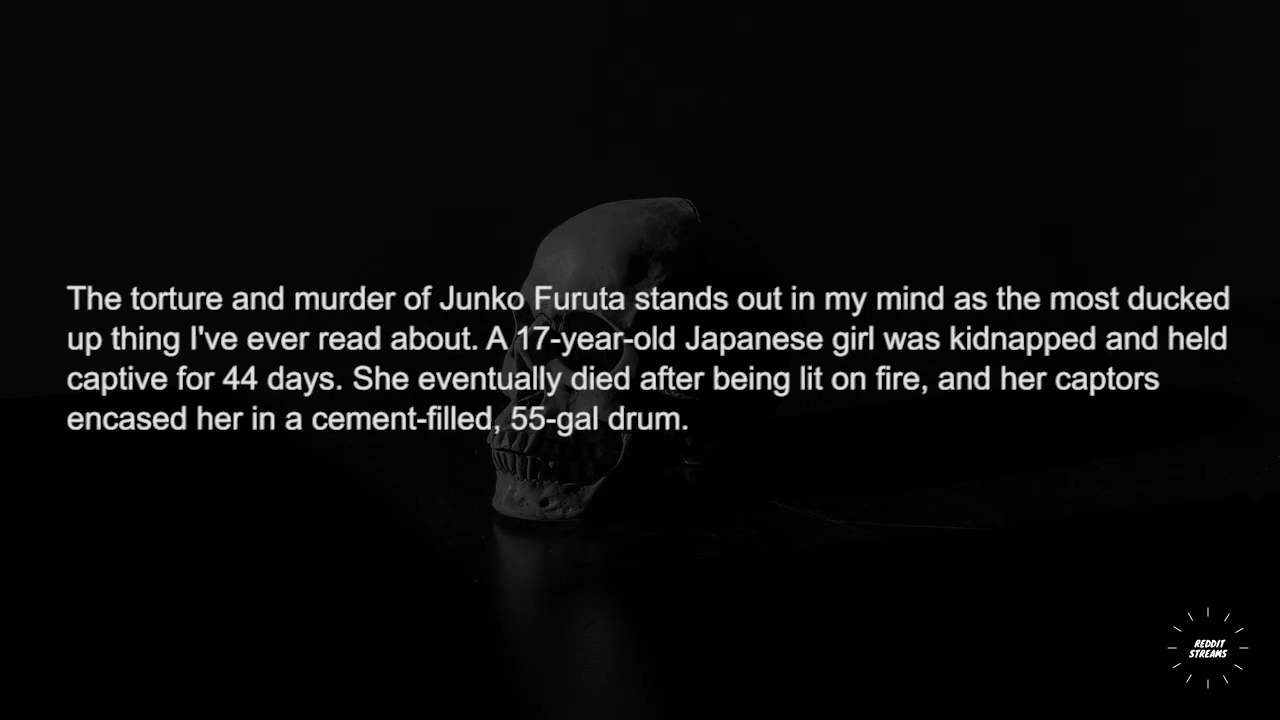 The torture and murder of Junko Furuta stands out in my mind as the most ducked
up thing I've ever read about. A 17-year-old Japanese girl was kidnapped and held
captive for 44 days. She eventually died after being lit on fire, and her captors
encased her in a cement-filled, 55-gal drum.
REDDIT
STREAMS